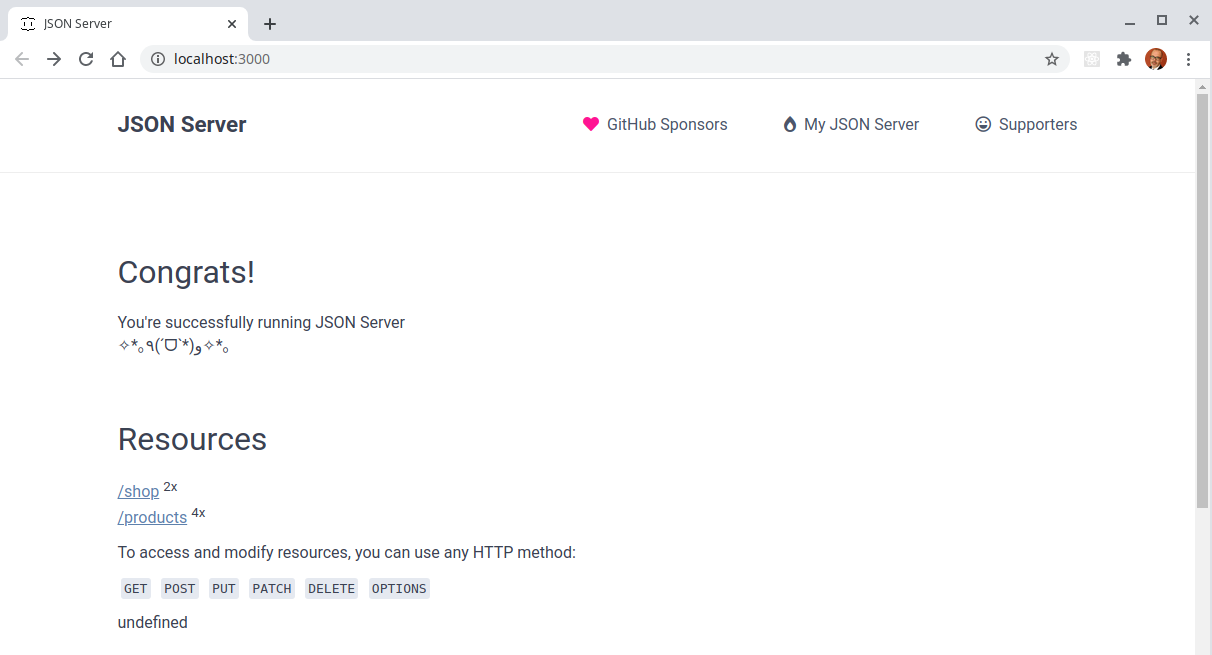 JSON Server
localhost:3000
JSON Server GitHub Sponsors My JSON Server Supporters
Congrats!
You're successfully running JSON Server
✧*｡٩(ˊᗜˋ*)و✧*｡
Resources
/shop 2x
/products 4x
To access and modify resources, you can use any HTTP method:
GET POST PUT PATCH DELETE OPTIONS
undefined